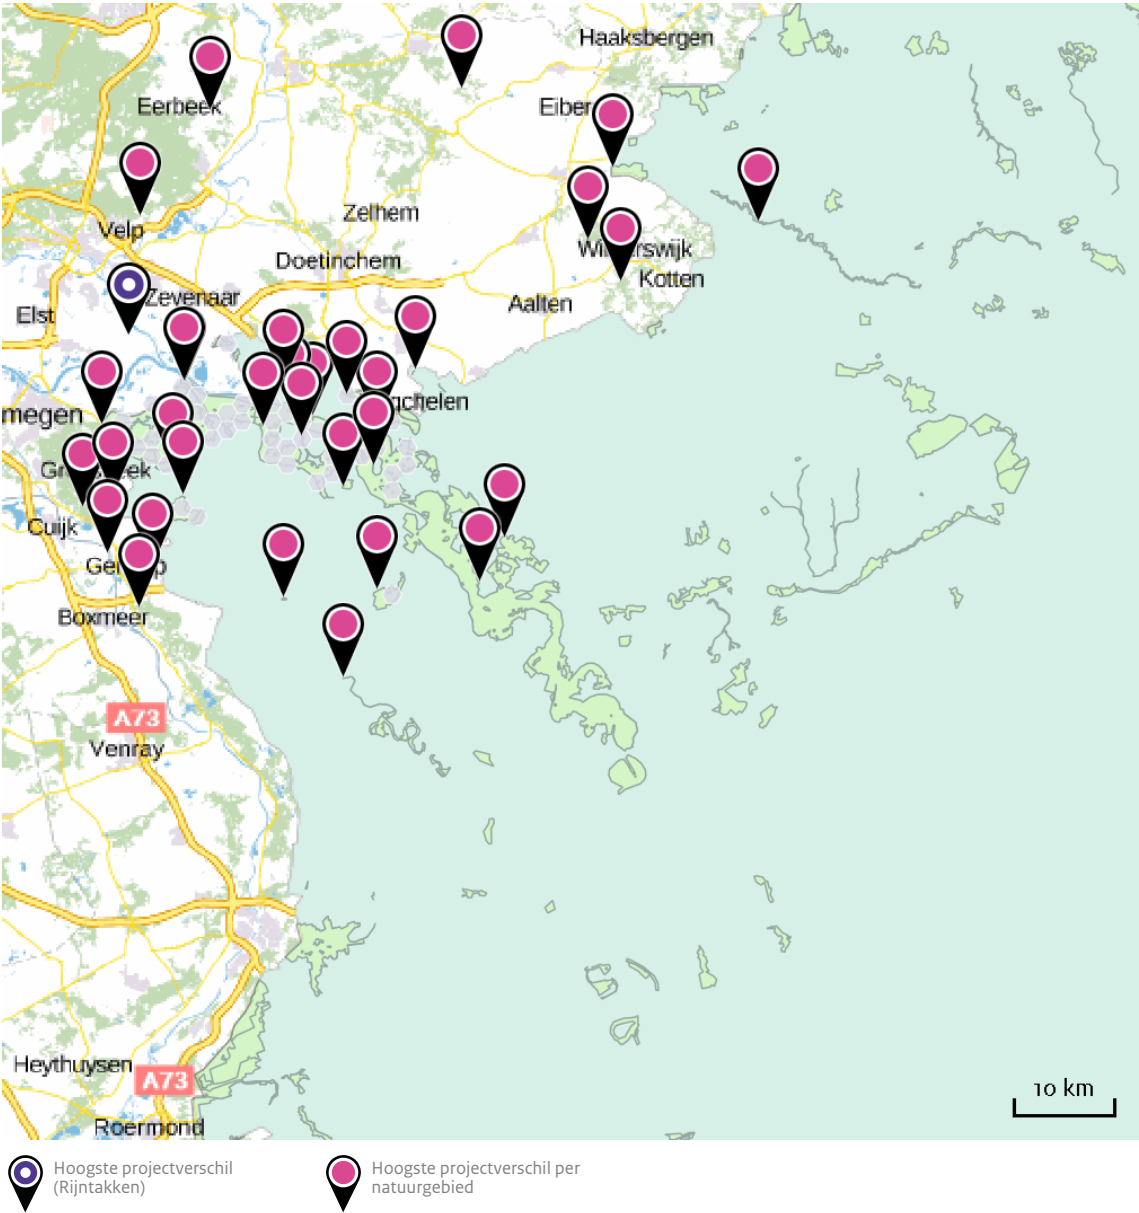 Haaksbergen
Eerbeek
Eiber
Zelhem
Velp
Doetinchem
Kotten
Zevenaar
Aalten
Elst
gchelen
megen
Cuijk
Boxmeer
A73
Venray
Heythuysen
A73
10 km
Roermond
Hoogste projectverschil
(Rijntakken)
Hoogste projectverschil per
natuurgebied